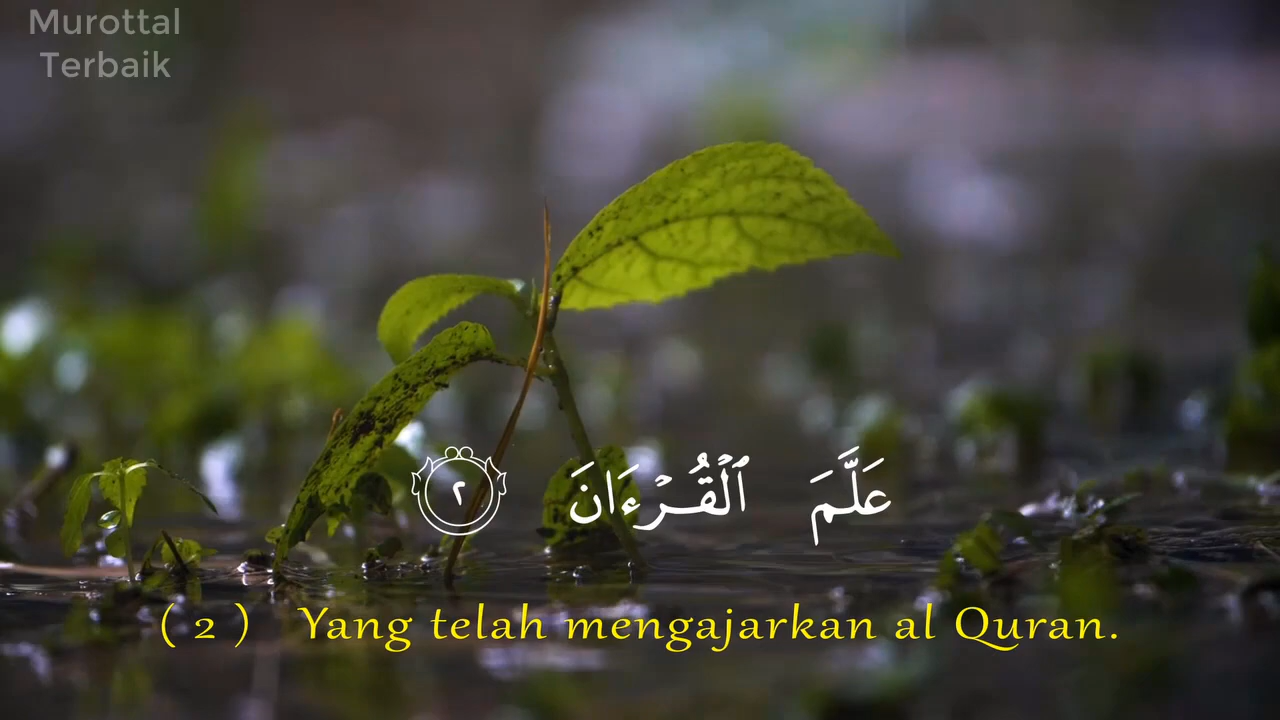 Murottal
Terbaik
عَلَّمَ ٱلْقُرْءَانَ ٢
( 2 ) Yang telah mengajarkan al Quran.